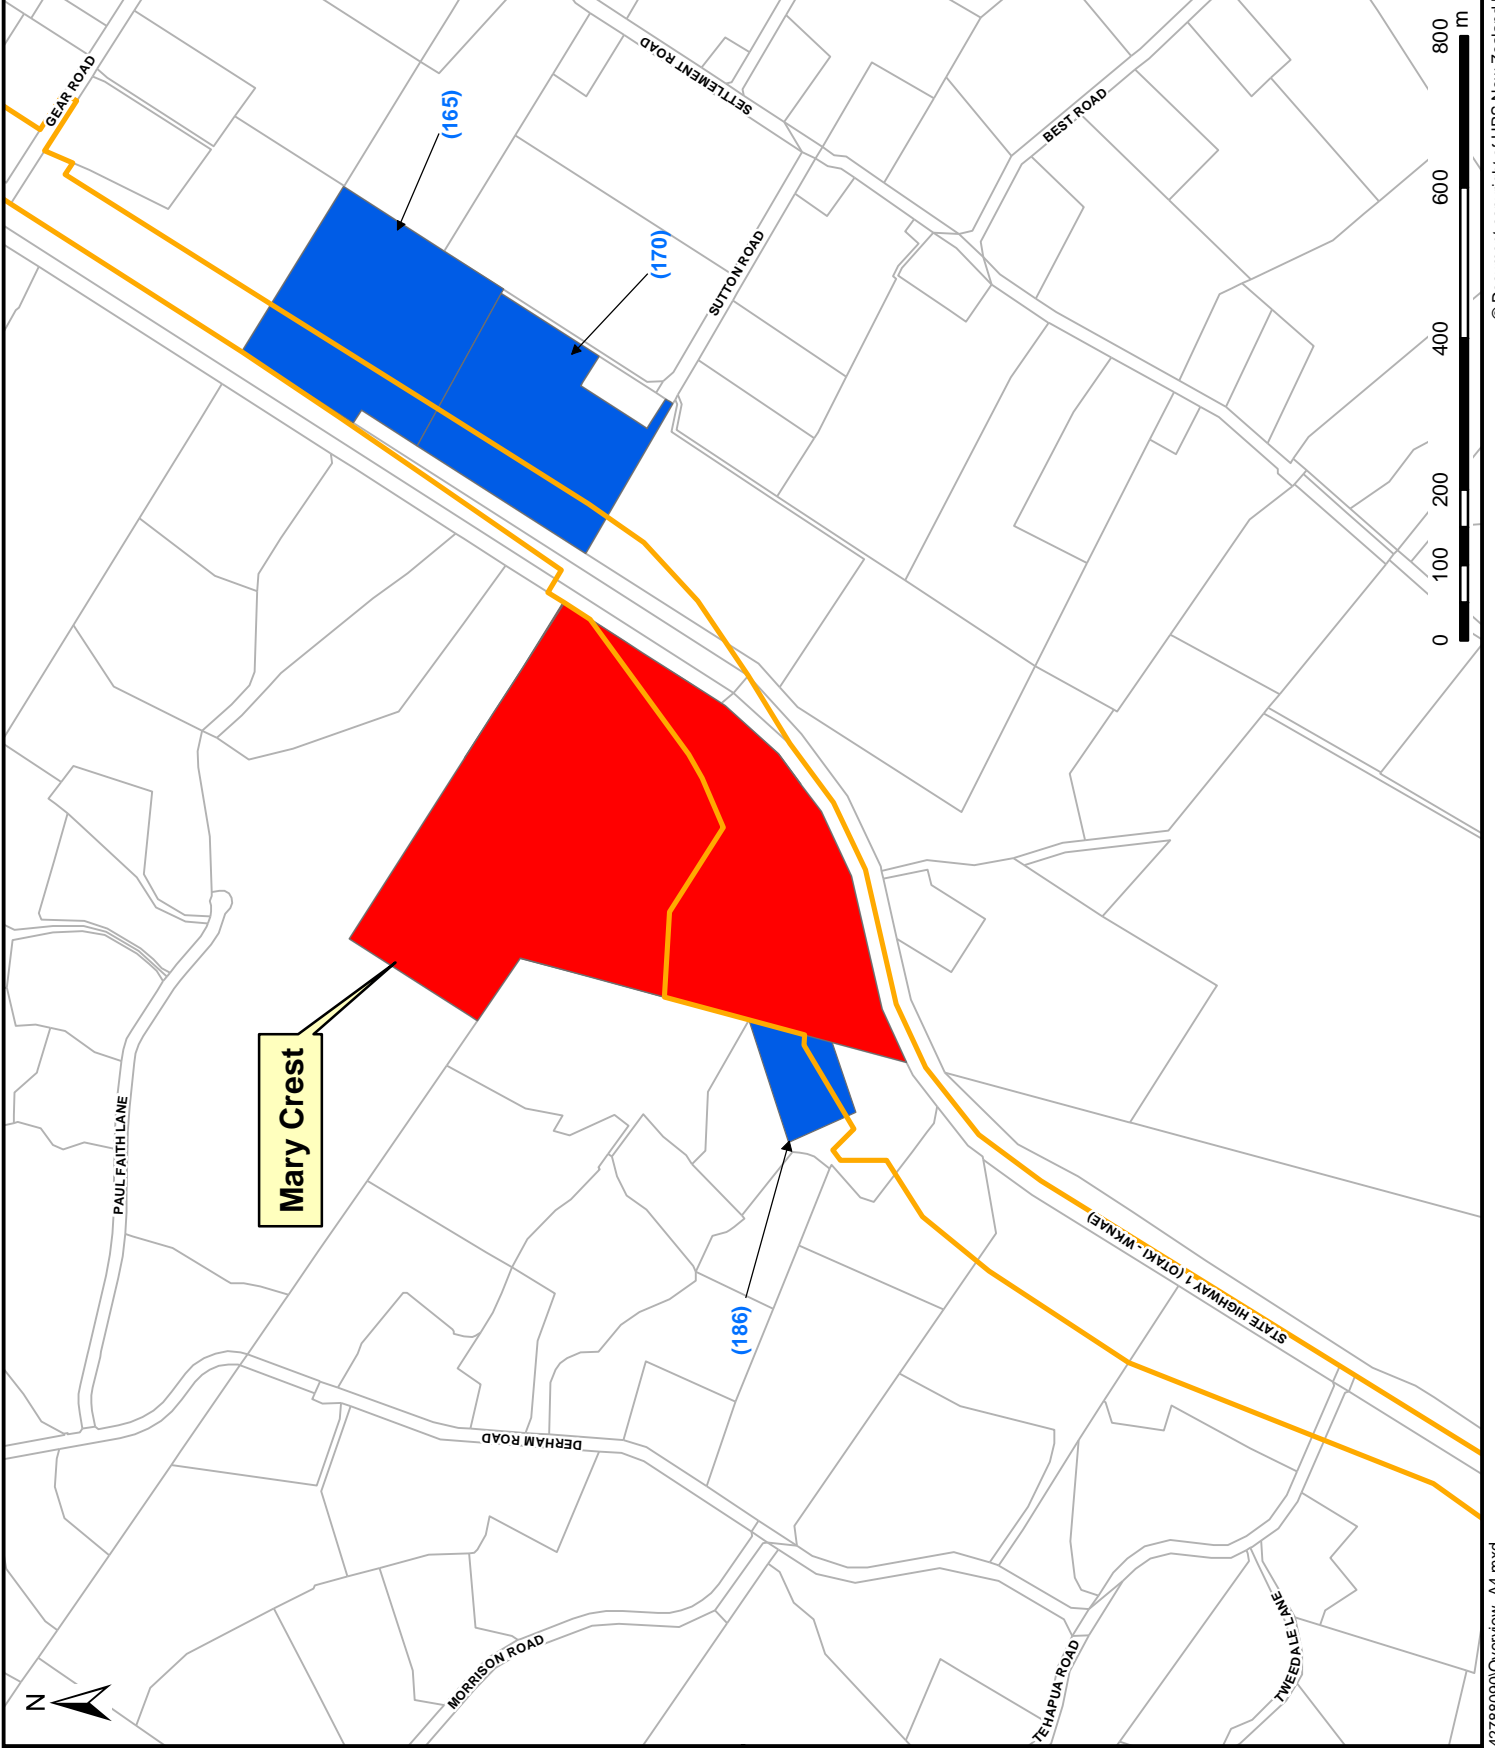 N
GEAR ROAD
(165)
SETTLEMENT ROAD
BEST ROAD
(170)
SUTTON ROAD
Mary Crest
PAUL FAITH LANE
(186)
STATE HIGHWAY 1 (OTAKI - WKNAE)
DERHAM ROAD
MORRISON ROAD
TEHAPUA ROAD
TWEEDALE LANE
0 100 200 400 600 800
m